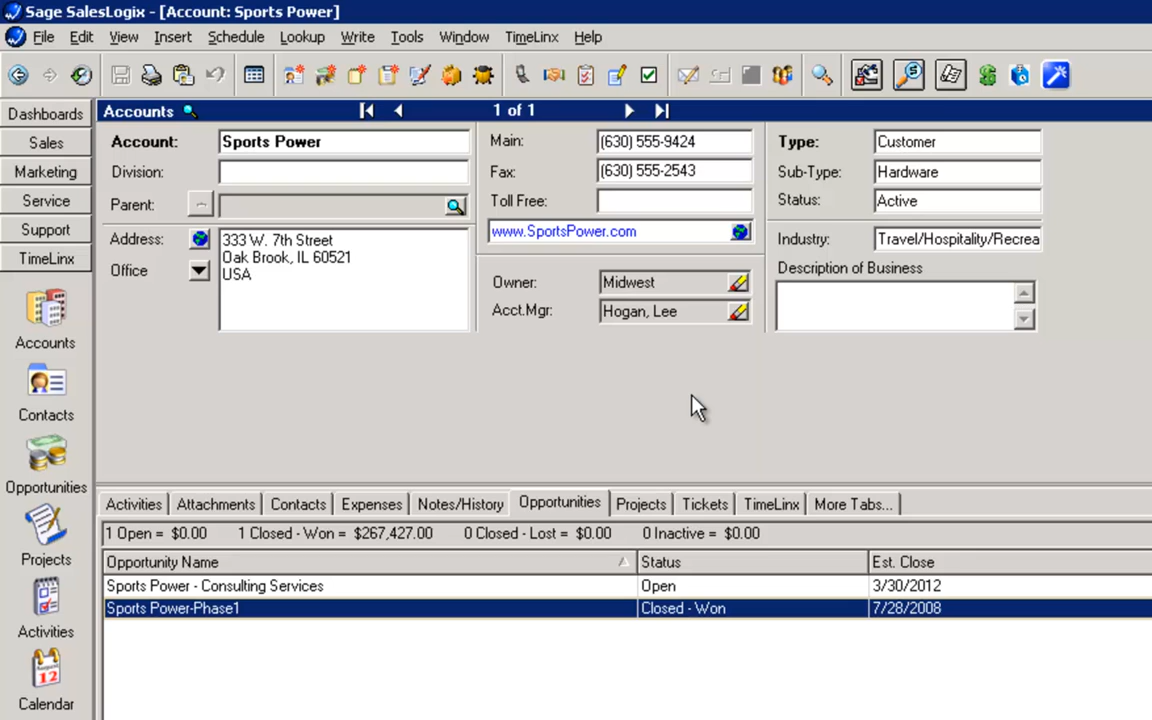 Sage SalesLogix - [Account: Sports Power]
File Edit View Insert Schedule Lookup Write Tools Window TimeLinx Help
Dashboards
Sales
Marketing
Service
Support
TimeLinx
Accounts
Contacts
Opportunities
Projects
Activities
12
Calendar
Accounts 1 of 1
Account: Sports Power
Division:
Parent:
Address: 333 W. 7th Street
Oak Brook, IL 60521
USA
Office
Main: (630) 555-9424
Fax: (630) 555-2543
Toll Free:
www.SportsPower.com
Owner: Midwest
Acct.Mgr: Hogan, Lee
Type: Customer
Sub-Type: Hardware
Status: Active
Industry: Travel/Hospitality/Recrea
Description of Business
Activities Attachments Contacts Expenses Notes/History Opportunities Projects Tickets TimeLinx More Tabs...
1 Open = $0.00 1 Closed - Won = $267,427.00 0 Closed - Lost = $0.00 0 Inactive = $0.00
Opportunity Name Status Est. Close
Sports Power - Consulting Services Open 3/30/2012
Sports Power-Phase1 Closed - Won 7/28/2008